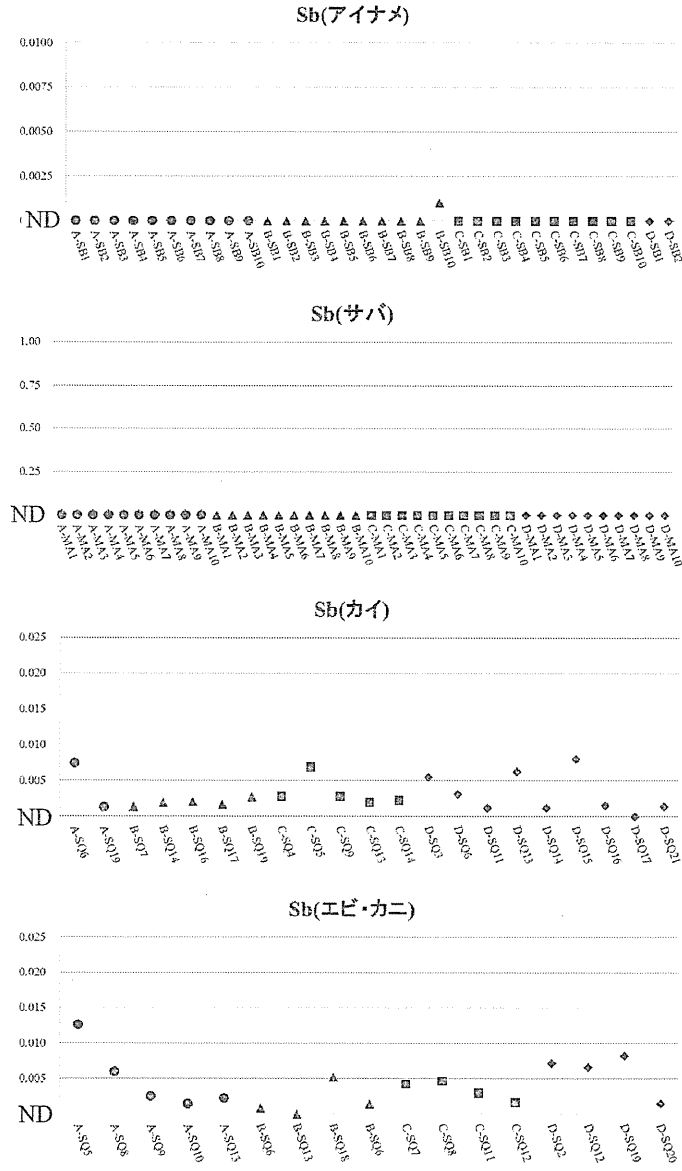 Sb(アイナメ)
0.0100
0.0075
0.0050
0.0025
ND
A-SB1 A-SB2 A-SB3 A-SB4 A-SB5 A-SB6 A-SB7 A-SB8 A-SB9 A-SB10 B-SB1 B-SB2 B-SB3 B-SB4 B-SB5 B-SB6 B-SB7 B-SB8 B-SB9 B-SB10 C-SB1 C-SB2 C-SB3 C-SB4 C-SB5 C-SB6 C-SB7 C-SB8 C-SB9 C-SB10 D-SB1 D-SB2
Sb(サバ)
1.00
0.75
0.50
0.25
ND
A-MA1 A-MA2 A-MA3 A-MA4 A-MA5 A-MA6 A-MA7 A-MA8 A-MA9 A-MA10 B-MA1 B-MA2 B-MA3 B-MA4 B-MA5 B-MA6 B-MA7 B-MA8 B-MA9 B-MA10 C-MA1 C-MA2 C-MA3 C-MA4 C-MA5 C-MA6 C-MA7 C-MA8 C-MA9 C-MA10 D-MA1 D-MA2 D-MA3 D-MA4 D-MA5 D-MA6 D-MA7 D-MA8 D-MA9 D-MA10
Sb(カイ)
0.025
0.020
0.015
0.010
0.005
ND
A-SQ6 A-SQ19 B-SQ7 B-SQ14 B-SQ16 B-SQ17 B-SQ19 C-SQ4 C-SQ5 C-SQ9 C-SQ13 C-SQ14 D-SQ3 D-SQ6 D-SQ11 D-SQ13 D-SQ14 D-SQ15 D-SQ16 D-SQ17 D-SQ21
Sb(エビ・カニ)
0.025
0.020
0.015
0.010
0.005
ND
A-SQ5 A-SQ8 A-SQ9 A-SQ10 A-SQ13 B-SQ6 B-SQ13 B-SQ18 B-SQ6 C-SQ7 C-SQ8 C-SQ11 C-SQ12 D-SQ2 D-SQ12 D-SQ19 D-SQ20